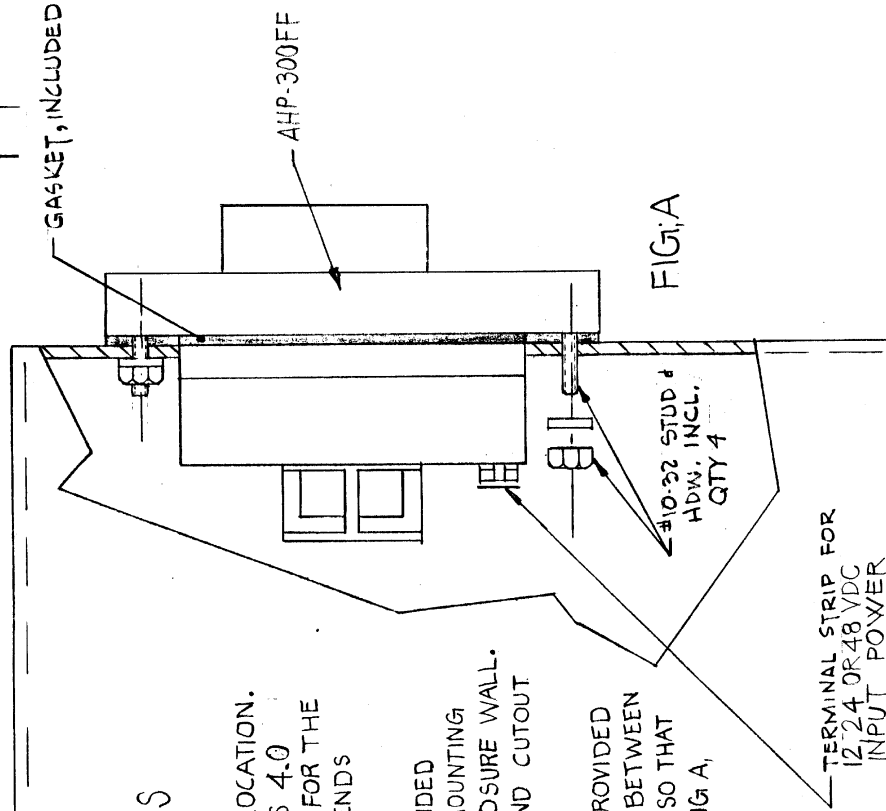 GASKET, INCLUDED
AHP-300FF
FIG; A
#10-32 STUD &
HDW. INCL.
QTY 4
TERMINAL STRIP FOR
12-24 OR 48 VDC
INPUT POWER
S
OCATION.
S 4.0
FOR THE
ENDS
IDED
OUNTING
OSURE WALL.
ND CUTOUT
ROVIDED
BETWEEN
SO THAT
IG A,